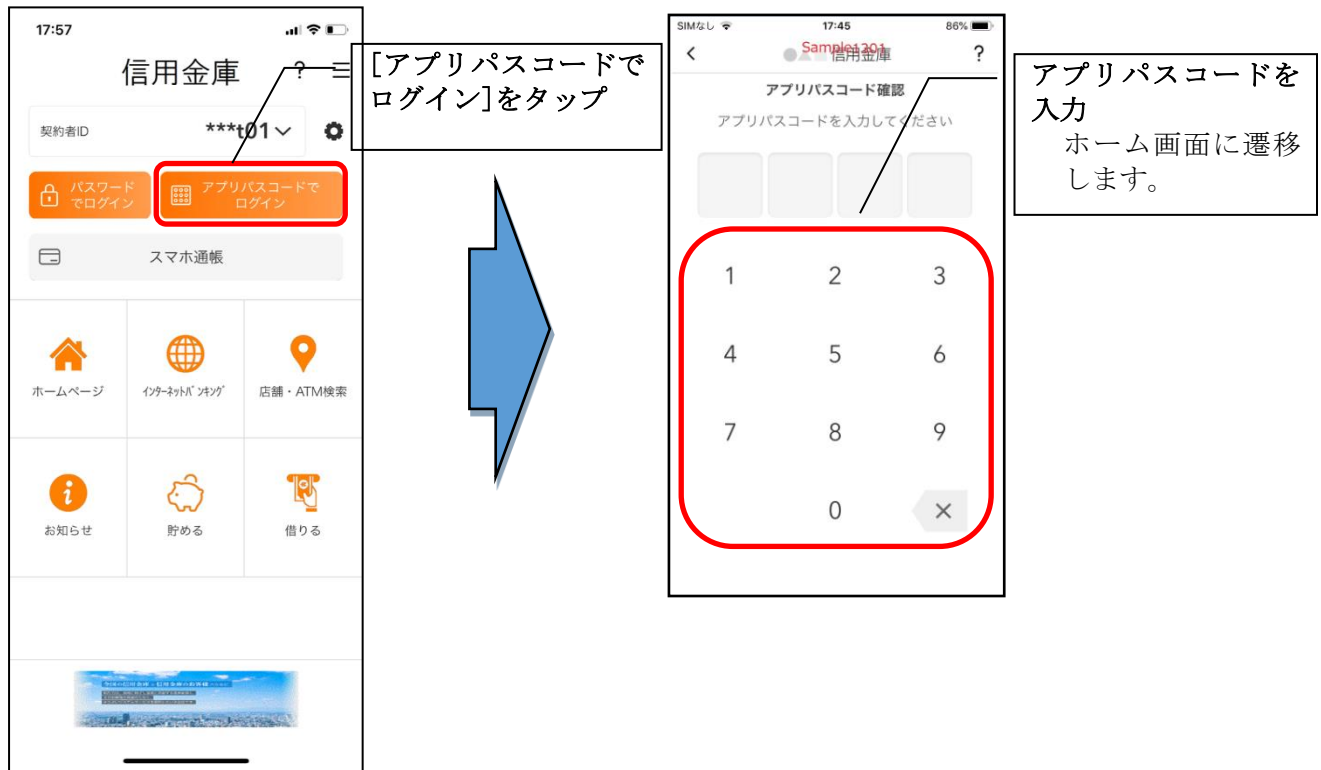 17:57
信用金庫
?
契約者ID
***t01
パスワード
でログイン
アプリパスコードで
ログイン
スマホ通帳
ホームページ
インターネットバンキング
店舗・ATM検索
お知らせ
貯める
借りる
[アプリパスコードで
ログイン]をタップ
SIMなし
17:45
86%
Sample1201
信用金庫
?
アプリパスコード確認
アプリパスコードを入力してください
1 2 3
4 5 6
7 8 9
0
アプリパスコードを
入力
ホーム画面に遷移
します。